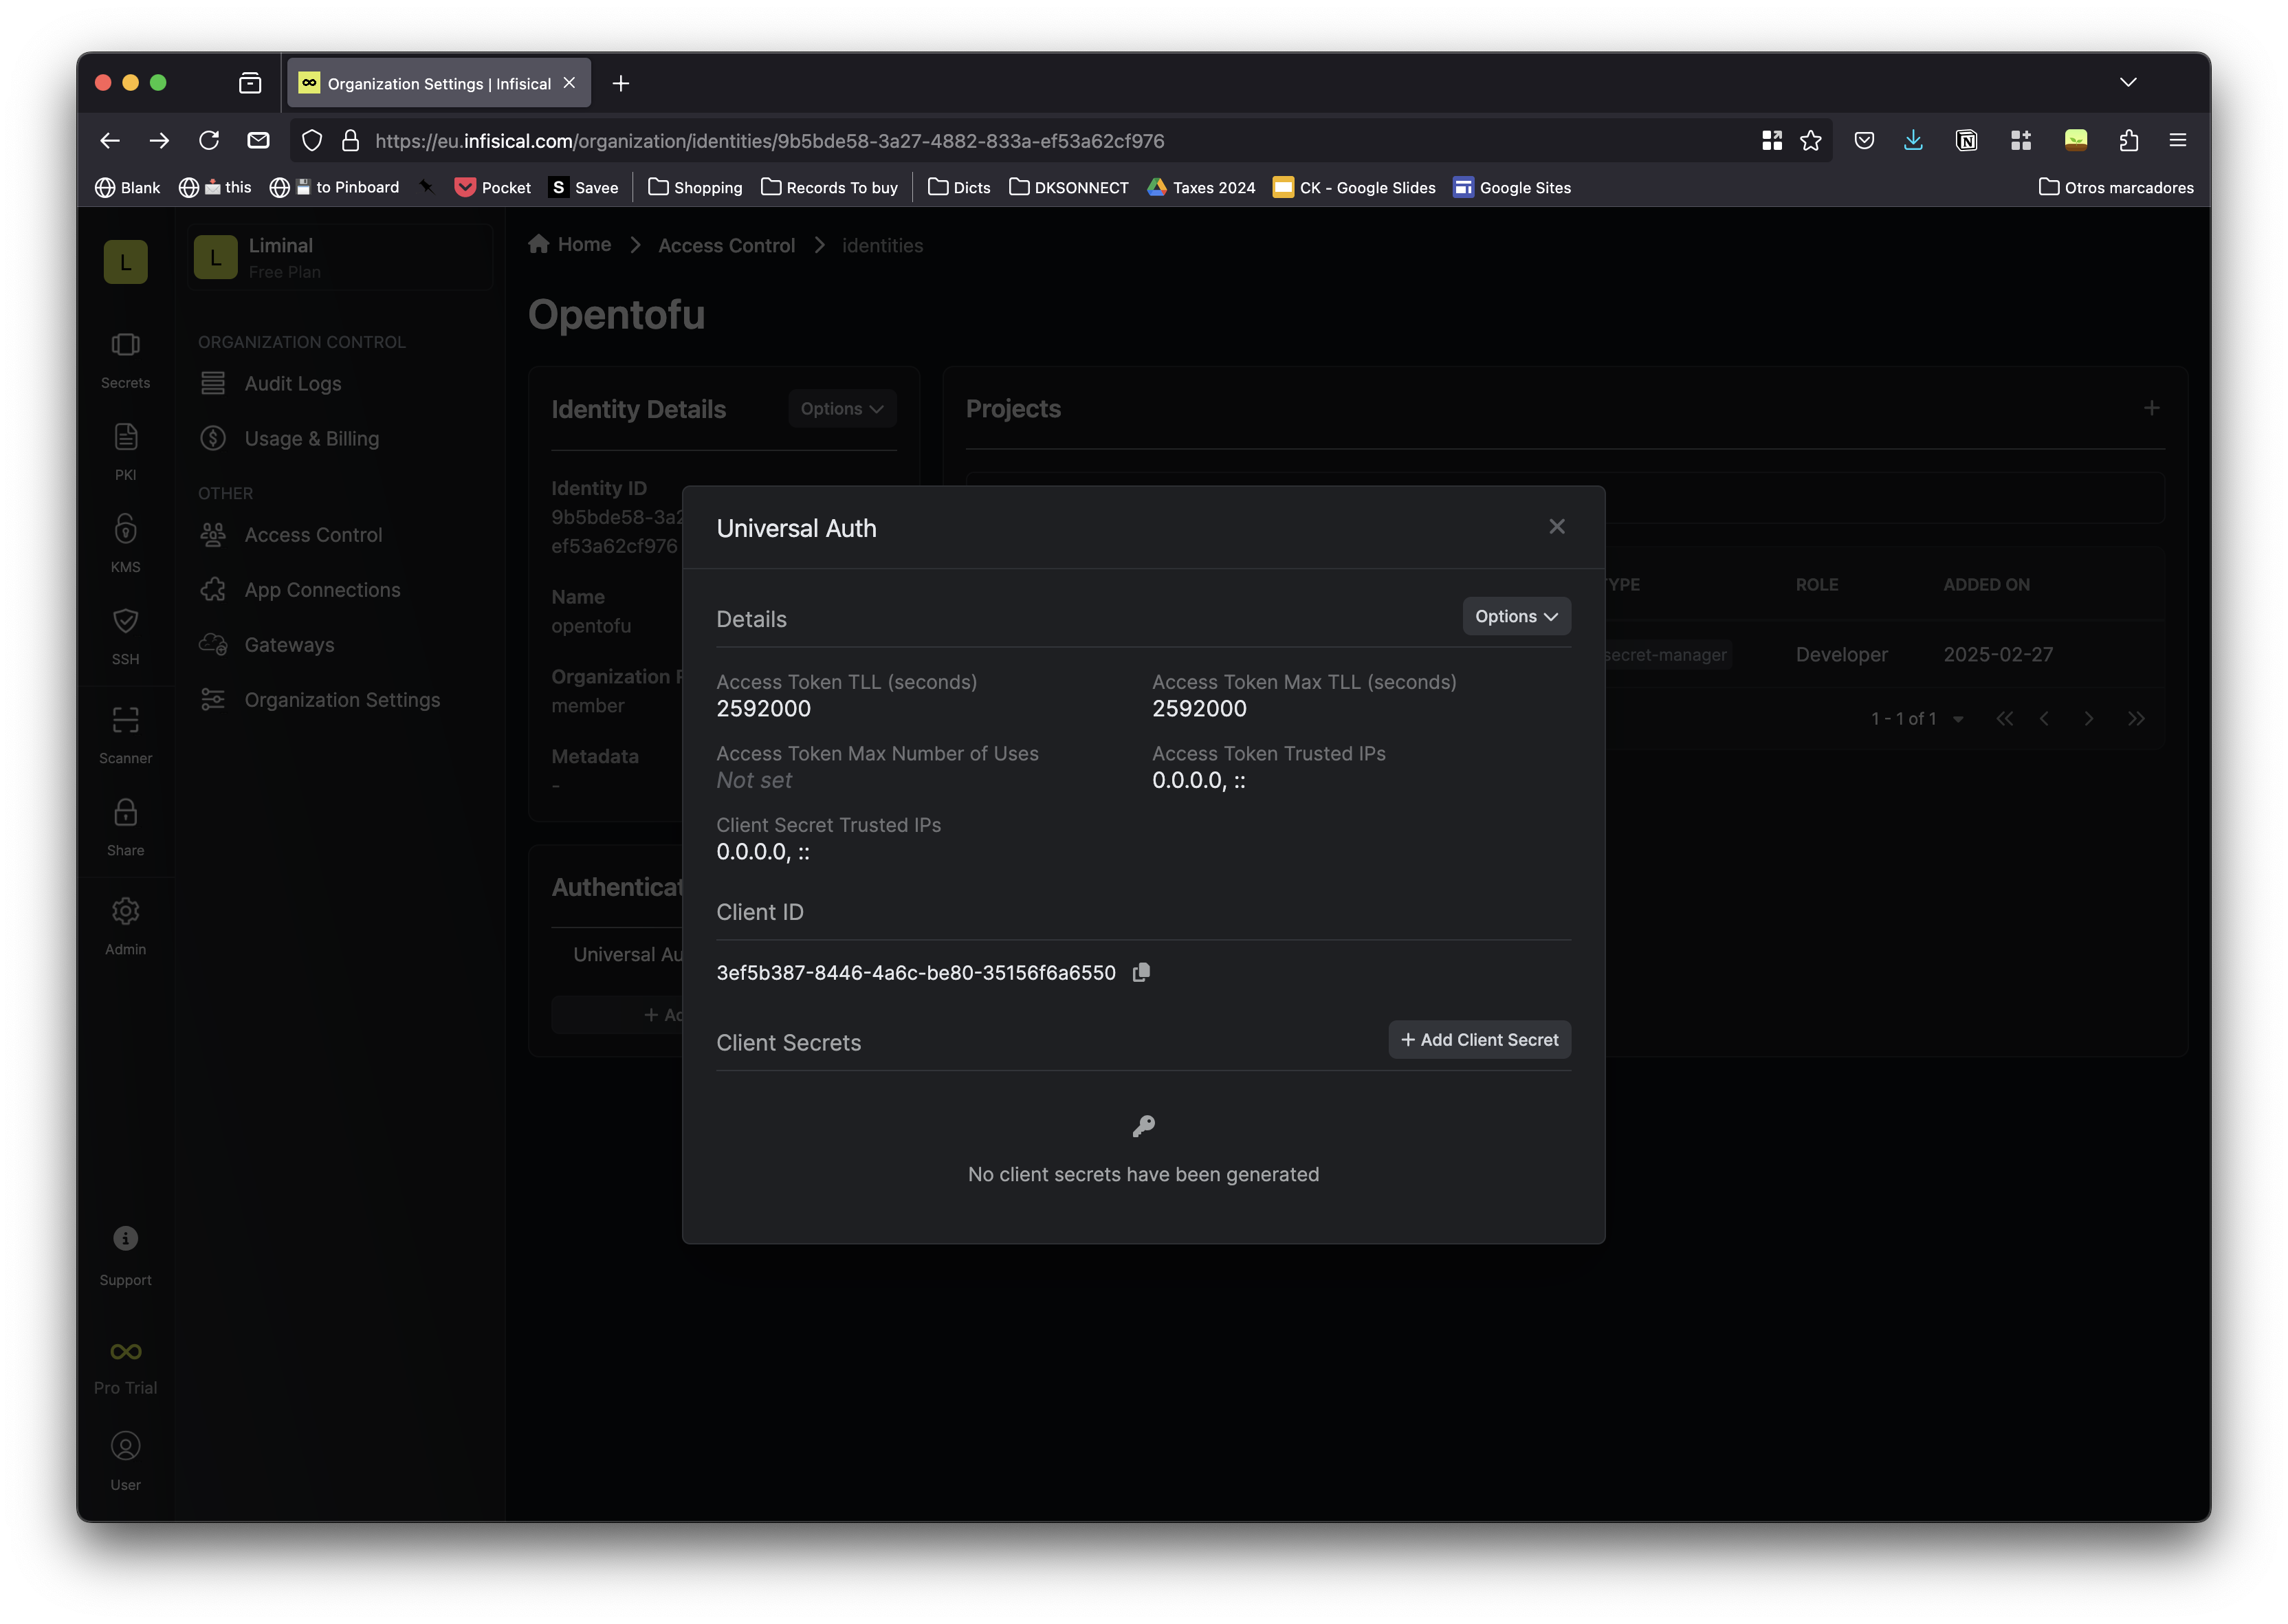 Organization Settings | Infisical
https://eu.infisical.com/organization/identities/9b5bde58-3a27-4882-833a-ef53a62cf976
Blank
this
to Pinboard
Pocket
S Savee
Shopping
Records To buy
Dicts
DKSONNECT
Taxes 2024
CK - Google Slides
Google Sites
Otros marcadores
L
Secrets
PKI
KMS
SSH
Scanner
Share
Admin
Support
Pro Trial
User
L
Liminal
Free Plan
ORGANIZATION CONTROL
Audit Logs
Usage & Billing
OTHER
Access Control
App Connections
Gateways
Organization Settings
Home
Access Control
identities
Opentofu
Identity Details
Options
Identity ID
9b5bde58-3a2
ef53a62cf976
Name
opentofu
Organization
member
Metadata
-
Authenticat
Universal Au
Projects
+
YPE
ROLE
ADDED ON
secret-manager
Developer
2025-02-27
1 - 1 of 1
Universal Auth
Details
Options
Access Token TLL (seconds)
2592000
Access Token Max TLL (seconds)
2592000
Access Token Max Number of Uses
Not set
Access Token Trusted IPs
0.0.0.0, ::
Client Secret Trusted IPs
0.0.0.0, ::
Client ID
3ef5b387-8446-4a6c-be80-35156f6a6550
Client Secrets
+ Add Client Secret
No client secrets have been generated